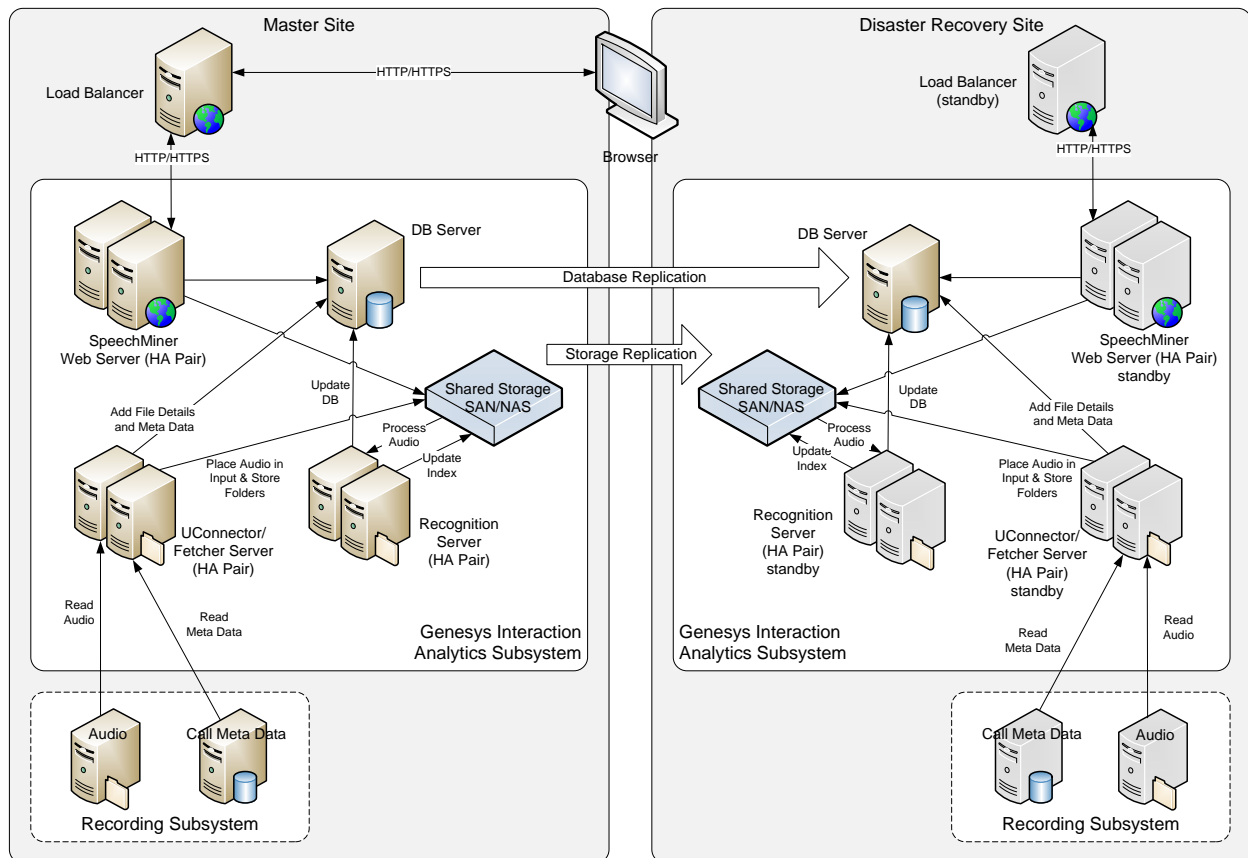 Master Site
Disaster Recovery Site
Load Balancer
HTTP/HTTPS
Browser
Load Balancer
(standby)
HTTP/HTTPS
HTTP/HTTPS
DB Server
SpeechMiner
Web Server (HA Pair)
Database Replication
Storage Replication
DB Server
SpeechMiner
Web Server (HA Pair)
standby
Update
DB
Shared Storage
SAN/NAS
Add File Details
and Meta Data
Process
Audio
Update
Index
Place Audio in
Input & Store
Folders
UConnector/
Fetcher Server
(HA Pair)
Recognition
Server
(HA Pair)
Read
Audio
Read
Meta Data
Genesys Interaction
Analytics Subsystem
Shared Storage
SAN/NAS
Update
DB
Add File Details
and Meta Data
Process
Audio
Update
Index
Place Audio in
Input & Store
Folders
Recognition
Server
(HA Pair)
standby
UConnector/
Fetcher Server
(HA Pair)
standby
Genesys Interaction
Analytics Subsystem
Read
Meta Data
Read
Audio
Audio
Call Meta Data
Recording Subsystem
Call Meta Data
Audio
Recording Subsystem